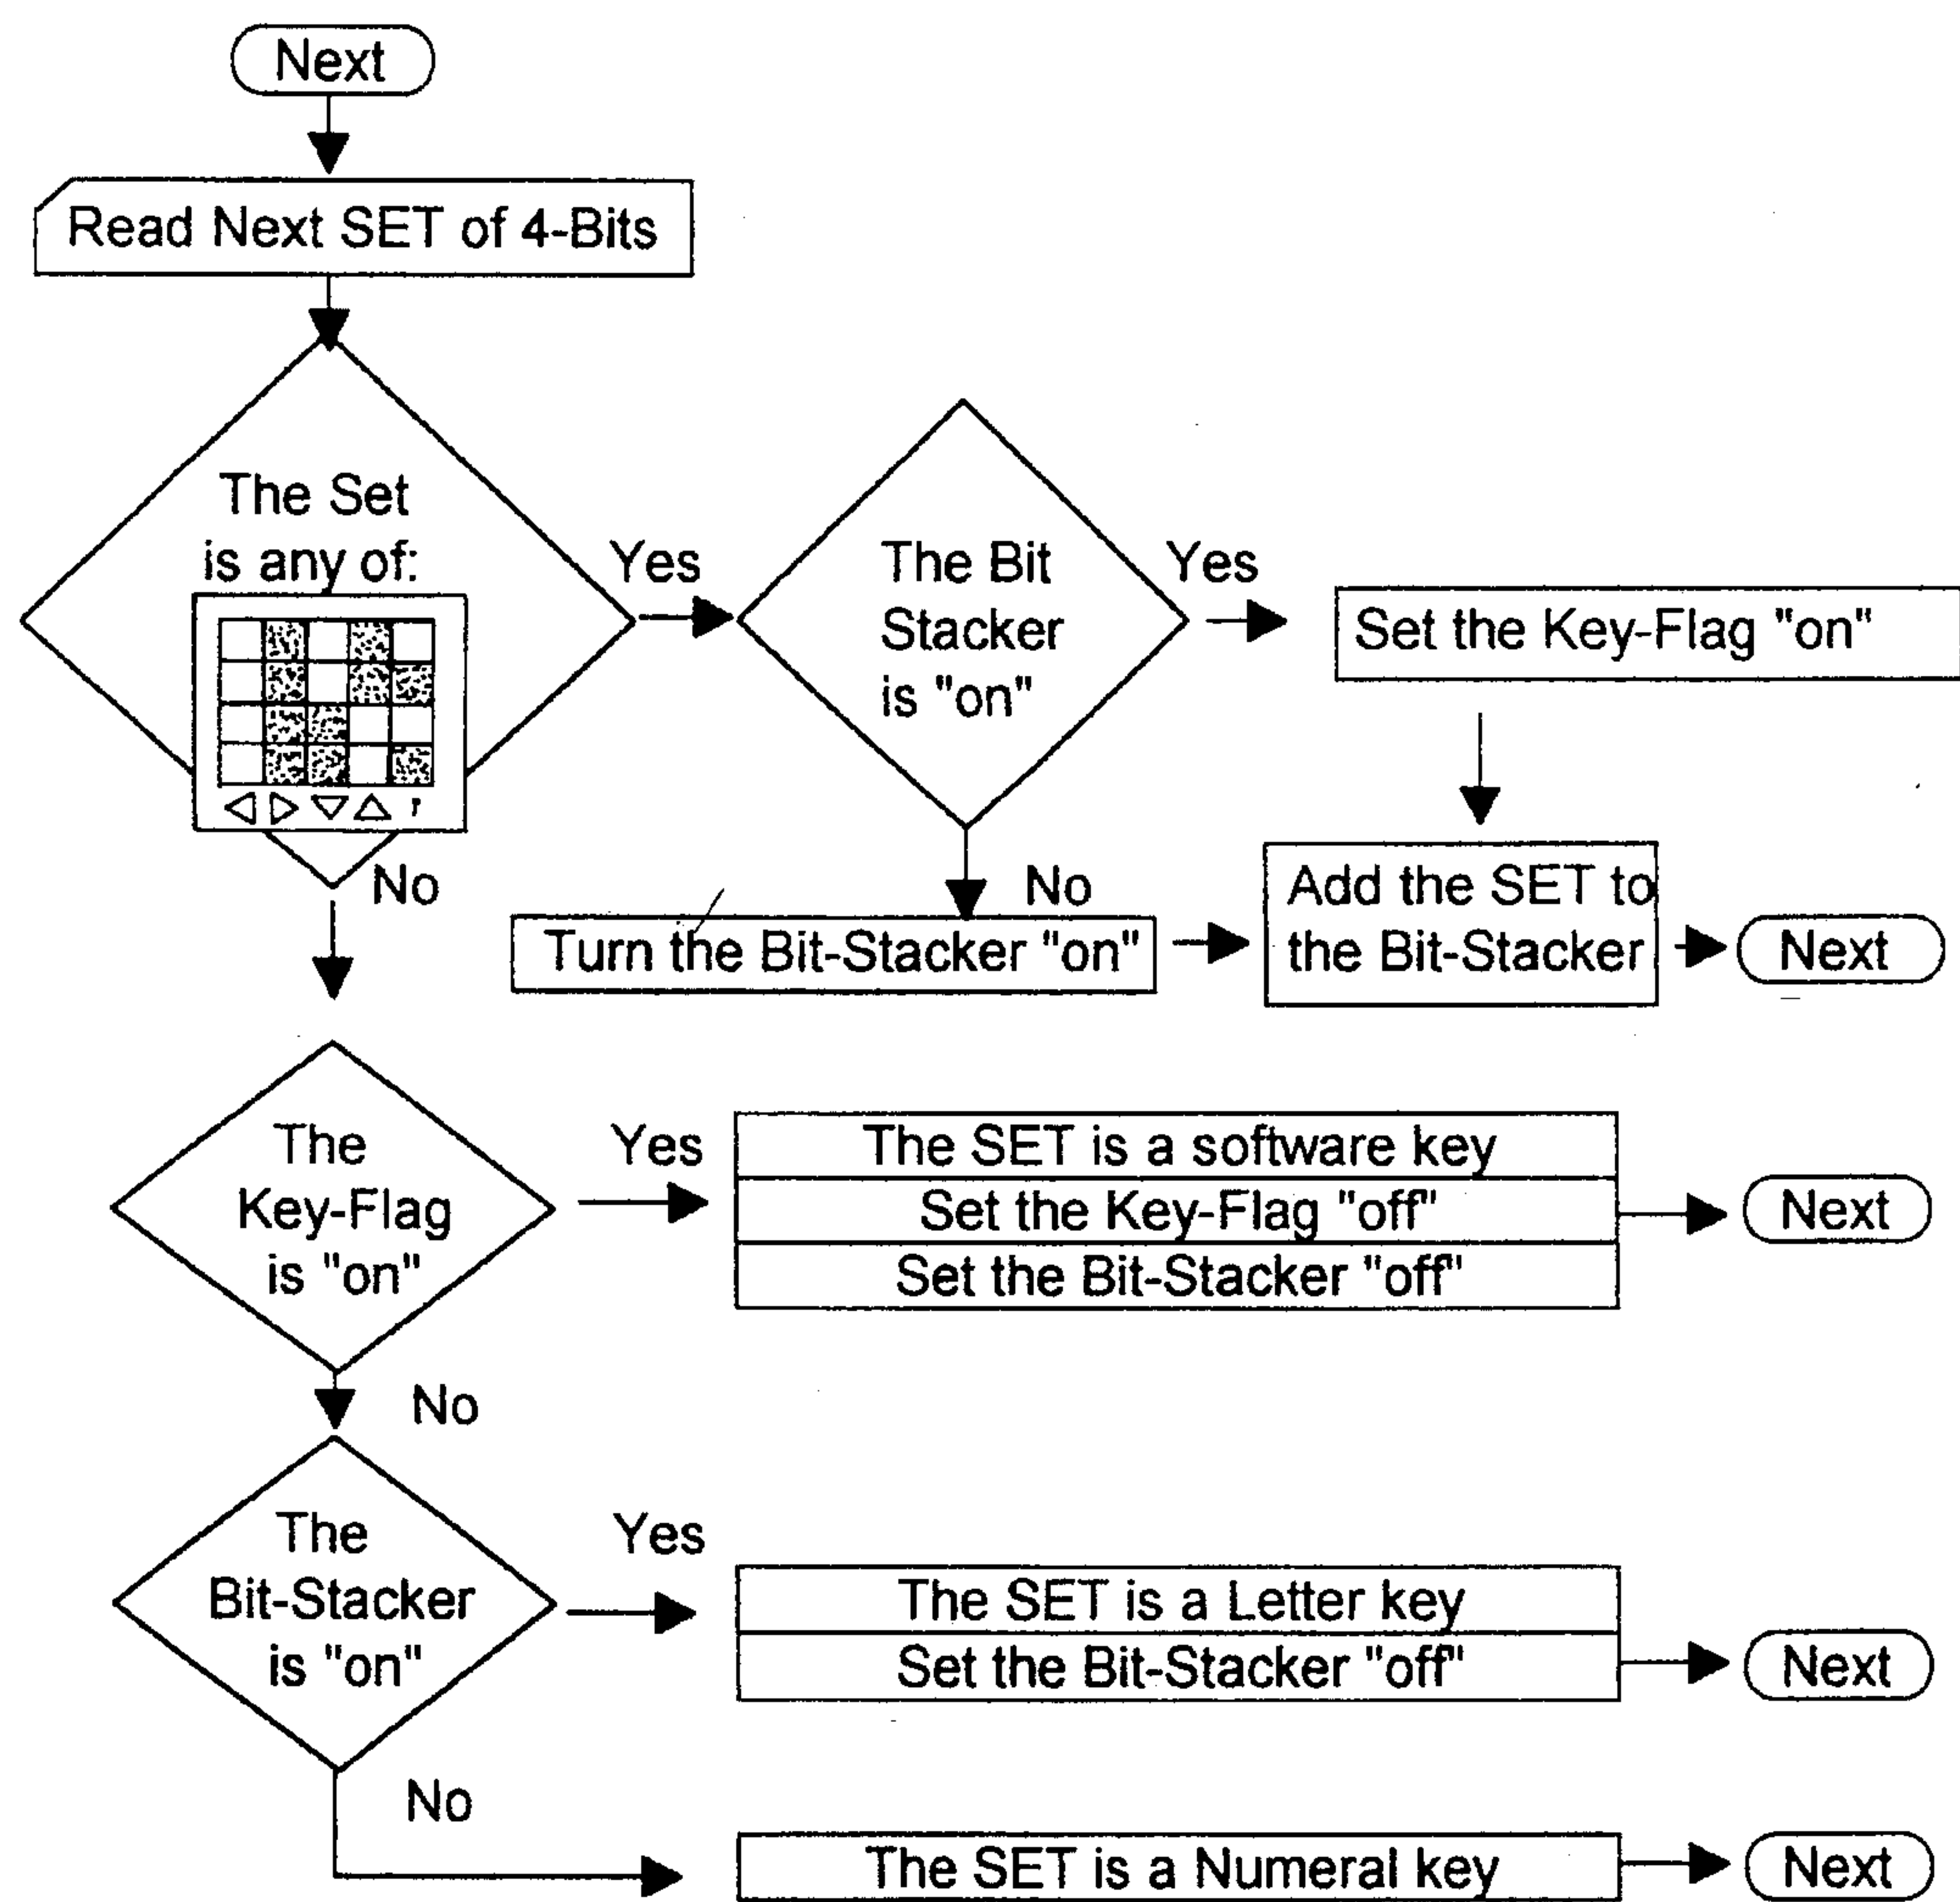 Next
Read Next SET of 4-Bits
The Set
is any of:
Yes
The Bit
Stacker
is "on"
Yes
Set the Key-Flag "on"
No
No
Turn the Bit-Stacker "on"
Add the SET to
the Bit-Stacker
Next
The
Key-Flag
is "on"
Yes
The SET is a software key
Set the Key-Flag "off"
Set the Bit-Stacker "off"
Next
No
The
Bit-Stacker
is "on"
Yes
The SET is a Letter key
Set the Bit-Stacker "off"
Next
No
The SET is a Numeral key
Next